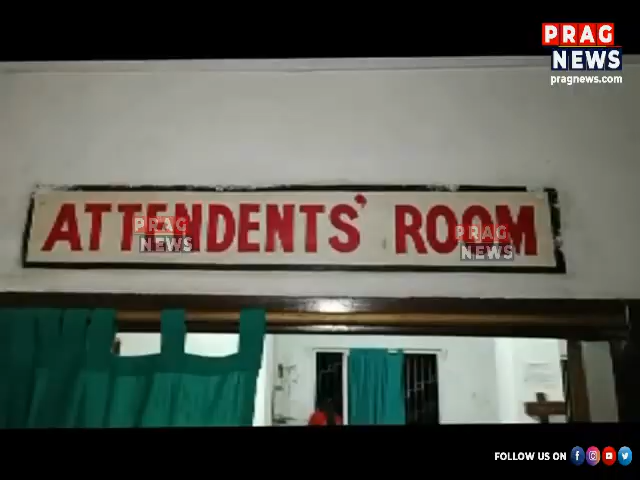 PRAG
NEWS
pragnews.com
ATTENDENTS' ROOM
PRAG
NEWS
PRAG
NEWS
FOLLOW US ON